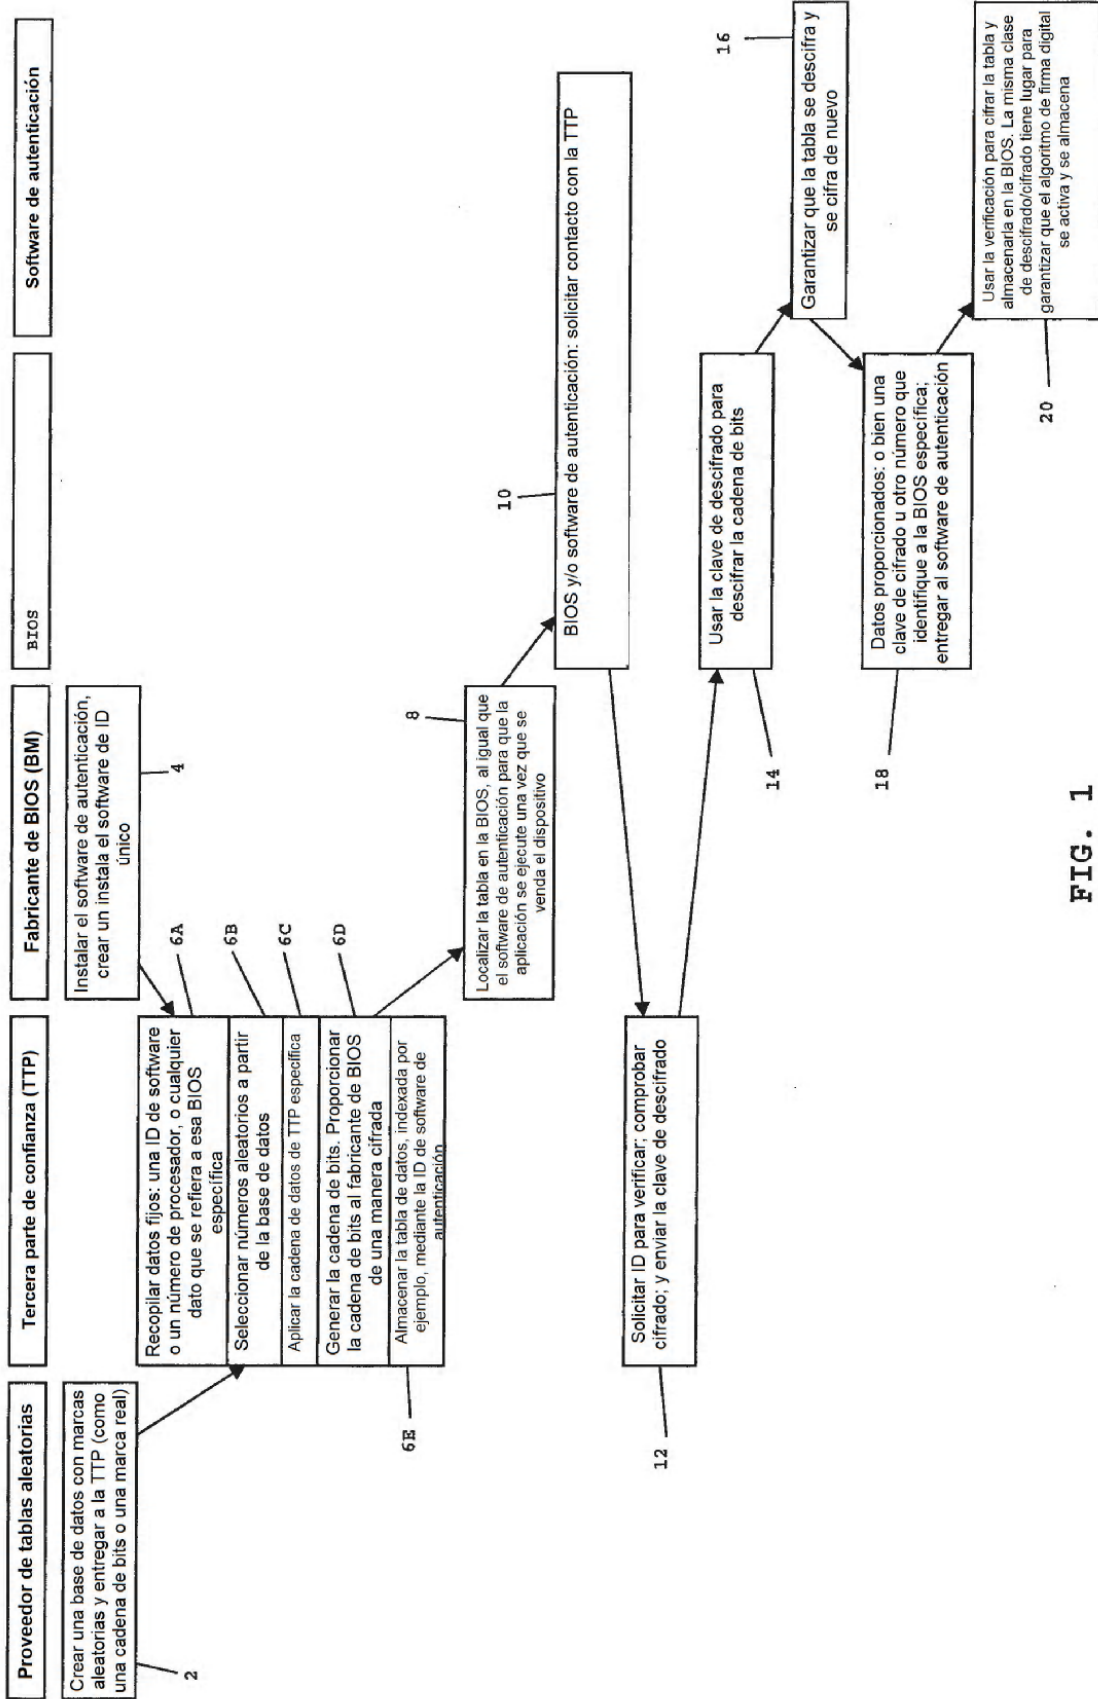 Proveedor de tablas aleatorias
Tercera parte de confianza (TTP)
Fabricante de BIOS (BM)
BIOS
Software de autenticación
Crear una base de datos con marcas
aleatorias y entregar a la TTP (como
una cadena de bits o una marca real)
2
Instalar el software de autenticación,
crear un instala el software de ID
único
4
Recopilar datos fijos: una ID de software
o un número de procesador, o cualquier
dato que se refiera a esa BIOS
específica
6A
Seleccionar números aleatorios a partir
de la base de datos
6B
Aplicar la cadena de datos de TTP específica
6C
Generar la cadena de bits. Proporcionar
la cadena de bits al fabricante de BIOS
de una manera cifrada
6D
Almacenar la tabla de datos, indexada por
ejemplo, mediante la ID de software de
autenticación
6E
Localizar la tabla en la BIOS, al igual que
el software de autenticación para que la
aplicación se ejecute una vez que se
venda el dispositivo
8
BIOS y/o software de autenticación: solicitar contacto con la TTP
10
Solicitar ID para verificar; comprobar
cifrado; y enviar la clave de descifrado
12
Usar la clave de descifrado para
descifrar la cadena de bits
14
Garantizar que la tabla se descifra y
se cifra de nuevo
16
Datos proporcionados: o bien una
clave de cifrado u otro número que
identifique a la BIOS específica;
entregar al software de autenticación
18
Usar la verificación para cifrar la tabla y
almacenarla en la BIOS. La misma clase
de descifrado/cifrado tiene lugar para
garantizar que el algoritmo de firma digital
se activa y se almacena
20
FIG. 1